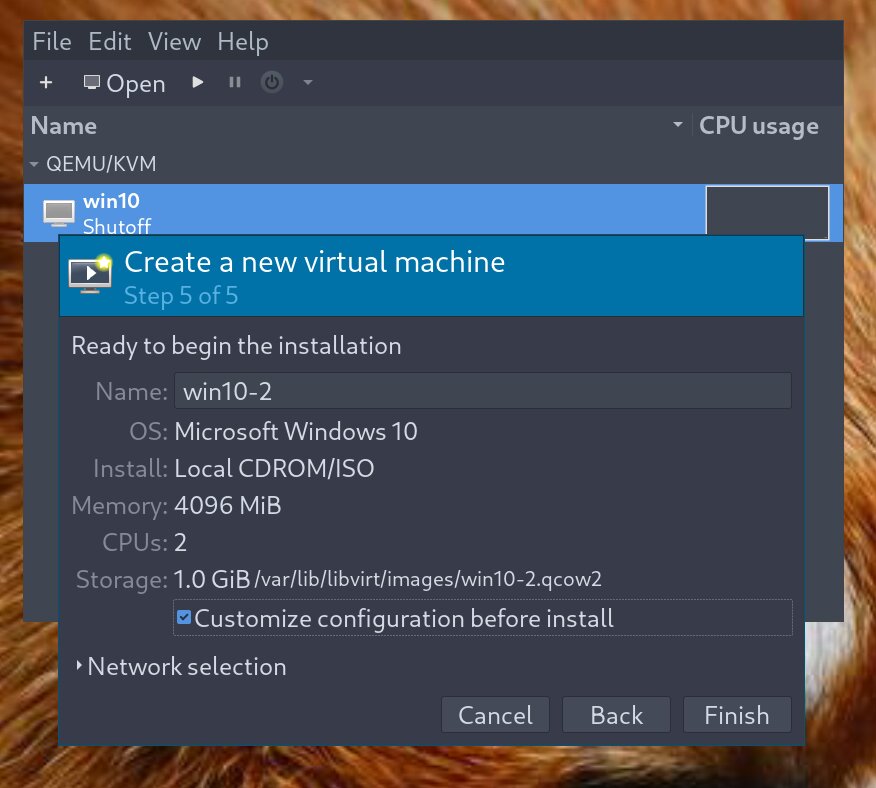 File Edit View Help
Open
Name CPU usage
QEMU/KVM
win10
Shutoff
Create a new virtual machine
Step 5 of 5
Ready to begin the installation
Name: win10-2
OS: Microsoft Windows 10
Install: Local CDROM/ISO
Memory: 4096 MiB
CPUs: 2
Storage: 1.0 GiB /var/lib/libvirt/images/win10-2.qcow2
Customize configuration before install
Network selection
Cancel Back Finish